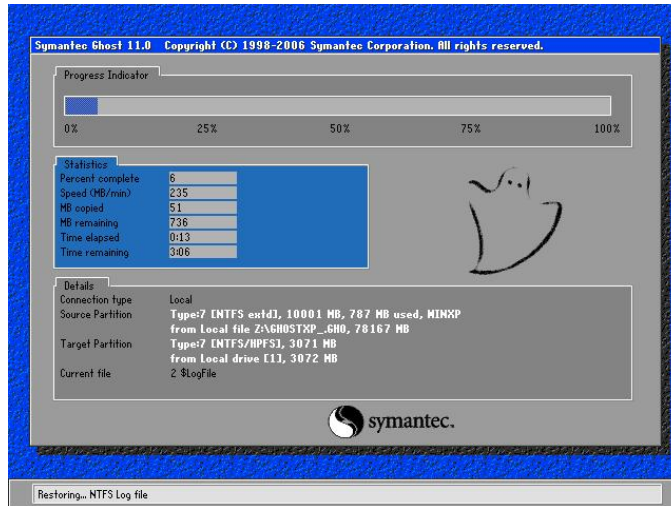 Symantec Ghost 11.0 Copyright (C) 1998-2006 Symantec Corporation. All rights reserved.
Progress Indicator
0% 25% 50% 75% 100%
Statistics
Percent complete 6
Speed (MB/min) 235
MB copied 51
MB remaining 736
Time elapsed 0:13
Time remaining 3:06
Details
Connection type Local
Source Partition Type:7 [NTFS extd], 10001 MB, 787 MB used, WINXP
from Local file Z:\GHOSTXP_.GHO, 78167 MB
Target Partition Type:7 [NTFS/HPFS], 3071 MB
from Local drive [1], 3072 MB
Current file 2 $LogFile
symantec.
Restoring... NTFS Log file